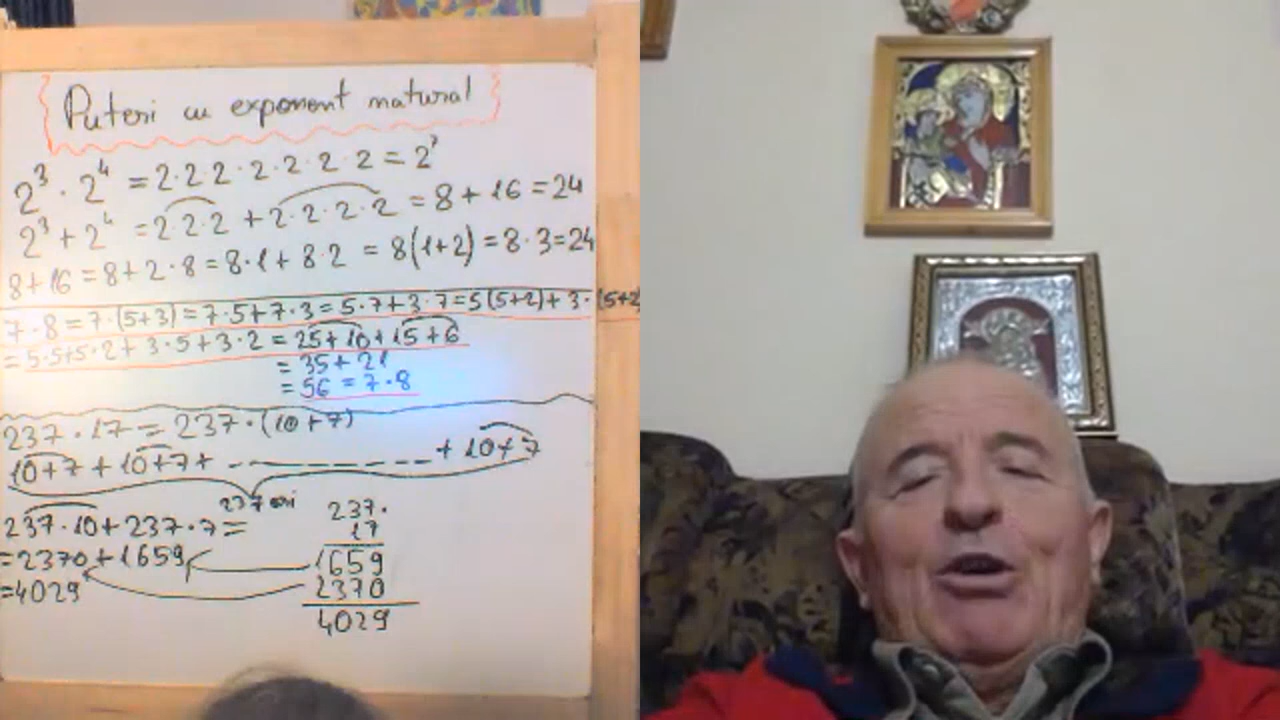 Puteri cu exponent natural
2³ · 2⁴ = 2·2·2·2·2·2·2 = 2⁷
2³ + 2⁴ = 2·2·2 + 2·2·2·2 = 8 + 16 = 24
8+16 = 8+2·8 = 8·1 + 8·2 = 8(1+2) = 8·3=24
7·8 = 7·(5+3) = 7·5+7·3 = 5·7+3·7 = 5(5+2)+3·(5+2)
= 5·5+5·2+3·5+3·2 = 25+10+15+6
= 35+21
= 56 = 7·8
237·17 = 237·(10+7)
10+7 + 10+7+ - - - - - - - - + 10+7
237 ori
237·10 + 237·7 =
= 2370 + 1659
= 4029
237·
17
1659
2370
4029